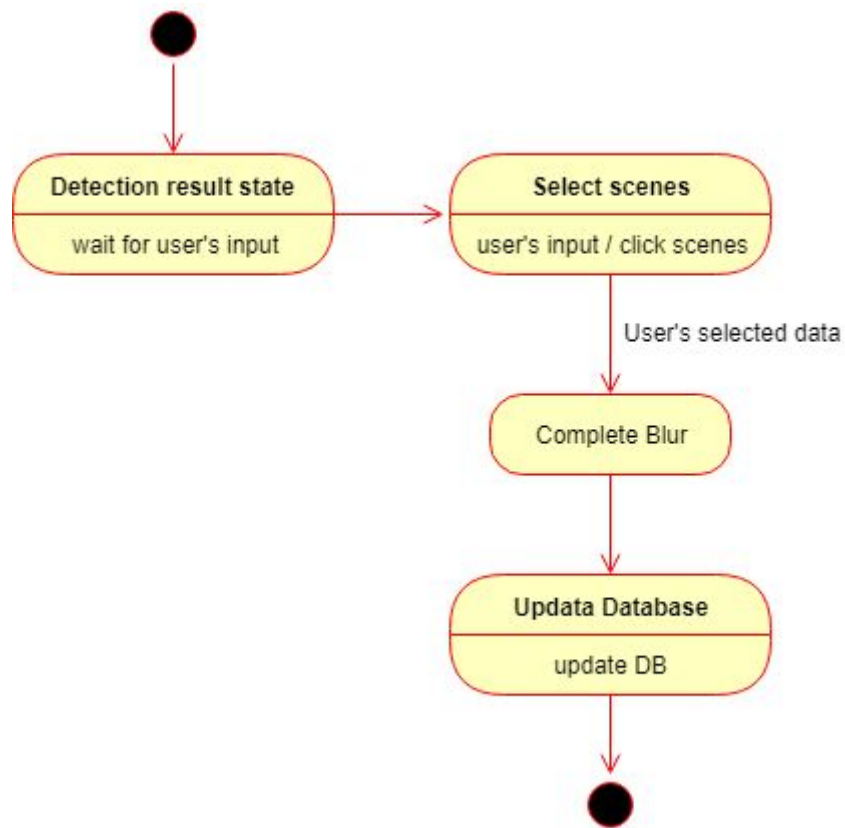 Detection result state
wait for user's input
Select scenes
user's input / click scenes
User's selected data
Complete Blur
Updata Database
update DB